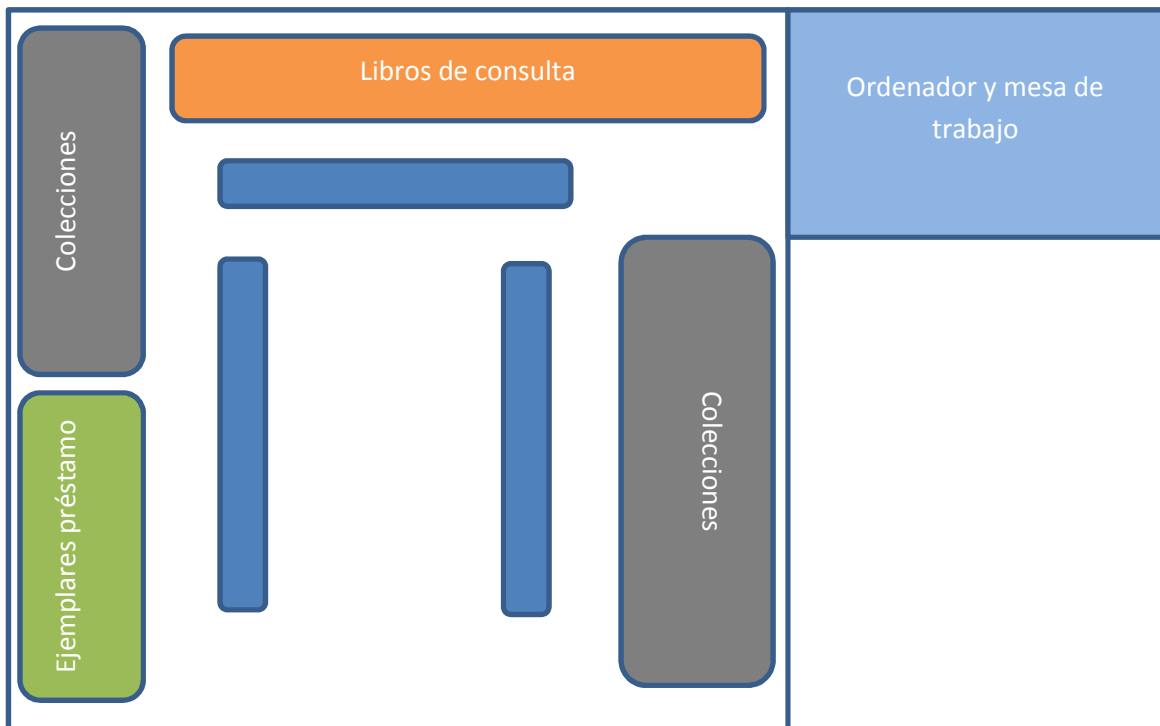 Colecciones
Libros de consulta
Ordenador y mesa de
trabajo
Ejemplares préstamo
Colecciones